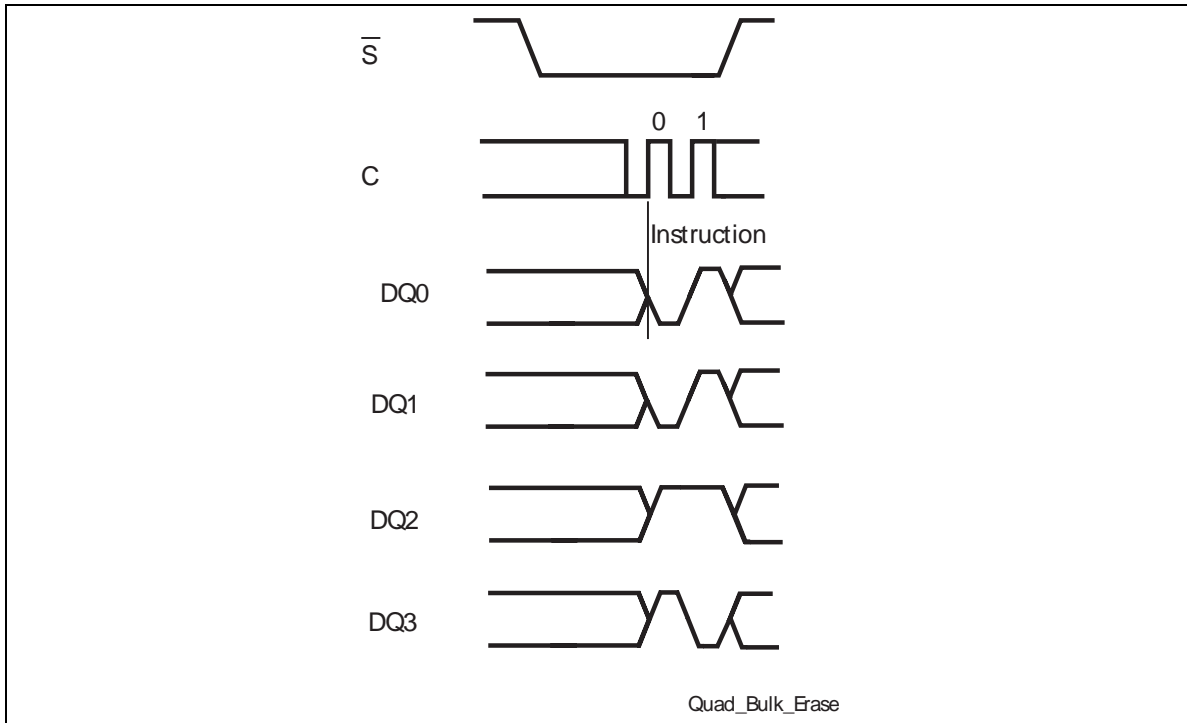 S̅
0 1
C
Instruction
DQ0
DQ1
DQ2
DQ3
Quad_Bulk_Erase